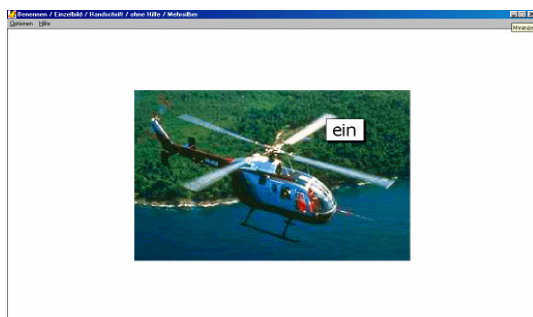 Benennen / Einzelbild / Handschrift / ohne Hilfe / Mehrsilber
Optionen Hilfe
ein